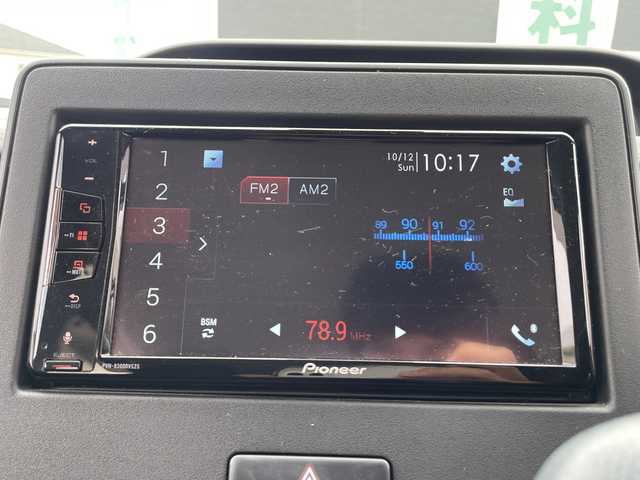 科
+
VOL
−
EJECT
1
2
3
4
5
6
FM2 AM2
10/12
Sun
10:17
EQ
89 90 91 92
550 600
BSM
78.9 MHz
Pioneer